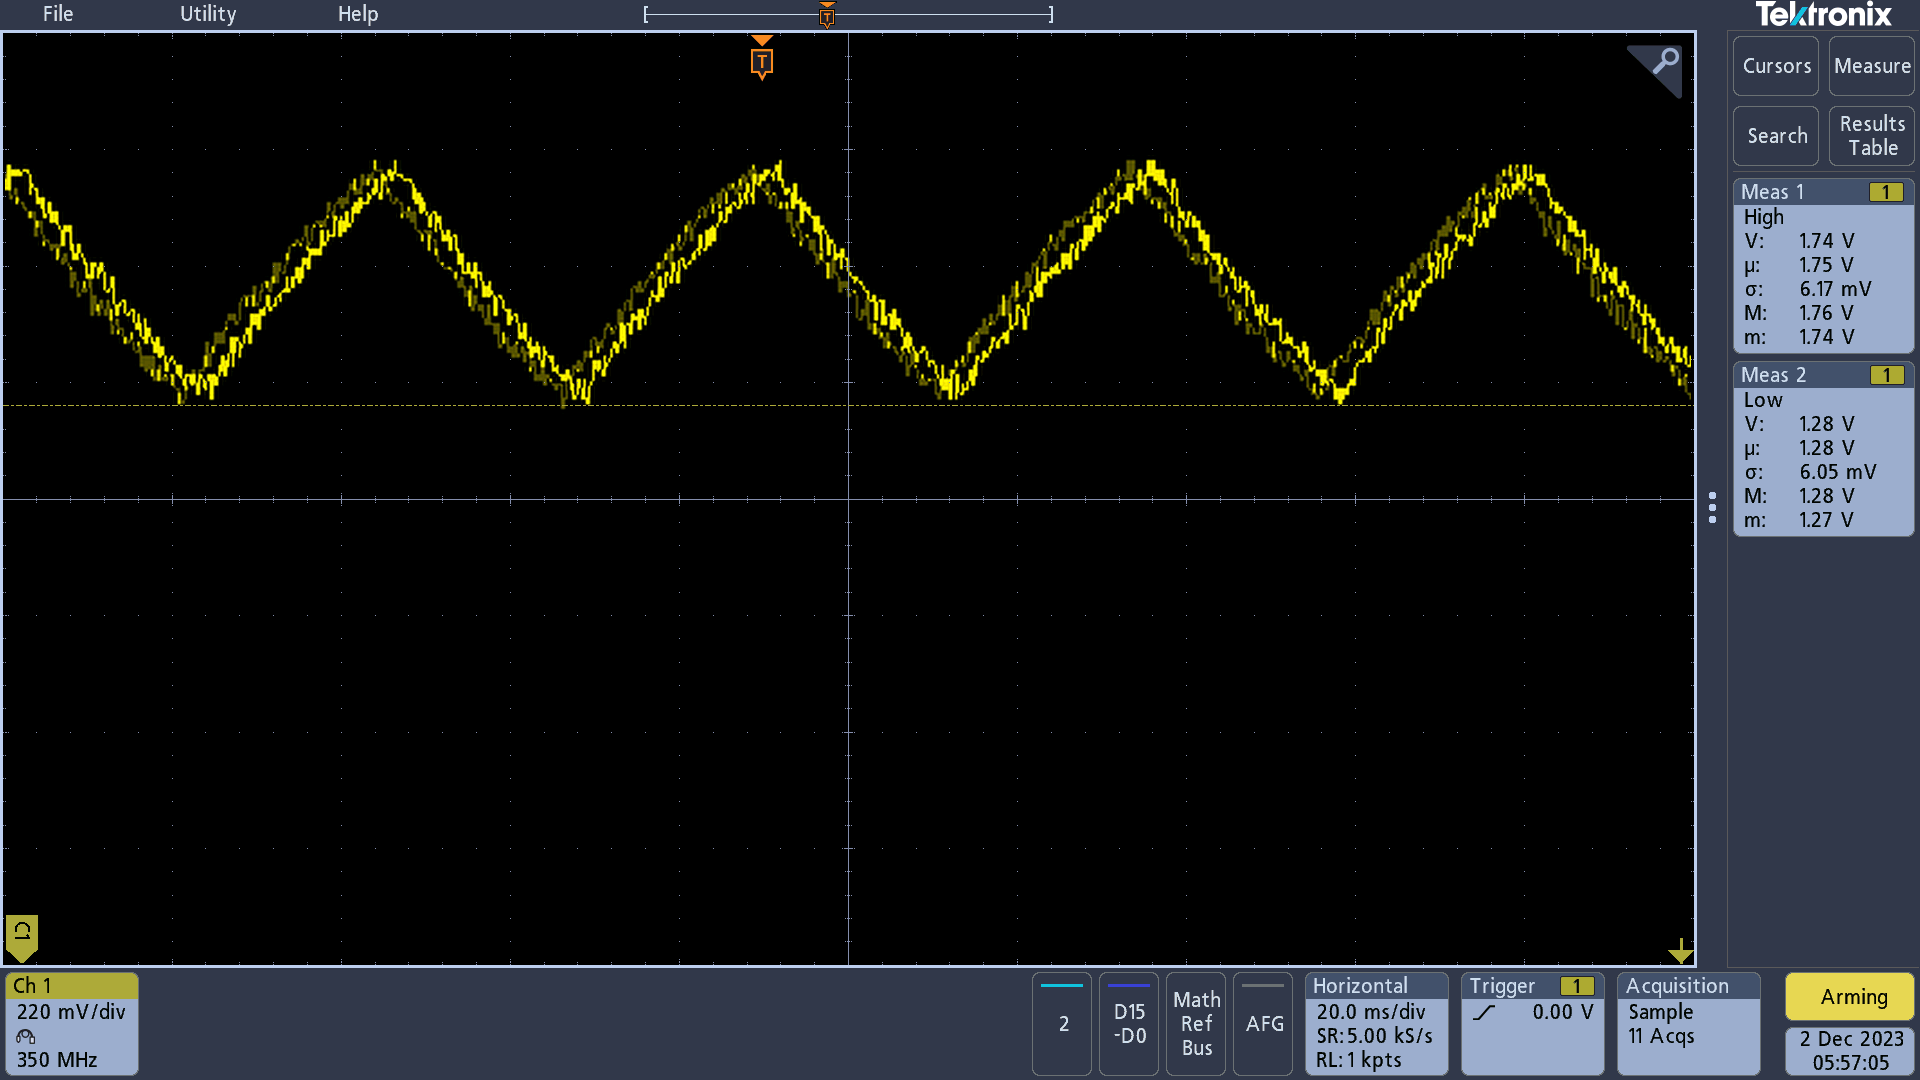 File Utility Help
T
Tektronix
T
Cursors Measure
Search Results Table
Meas 1 1
High
V: 1.74 V
µ: 1.75 V
σ: 6.17 mV
M: 1.76 V
m: 1.74 V
Meas 2 1
Low
V: 1.28 V
µ: 1.28 V
σ: 6.05 mV
M: 1.28 V
m: 1.27 V
Ch 1
220 mV/div
350 MHz
2
D15
-D0
Math
Ref
Bus
AFG
Horizontal
20.0 ms/div
SR: 5.00 kS/s
RL: 1 kpts
Trigger 1
0.00 V
Acquisition
Sample
11 Acqs
Arming
2 Dec 2023
05:57:05